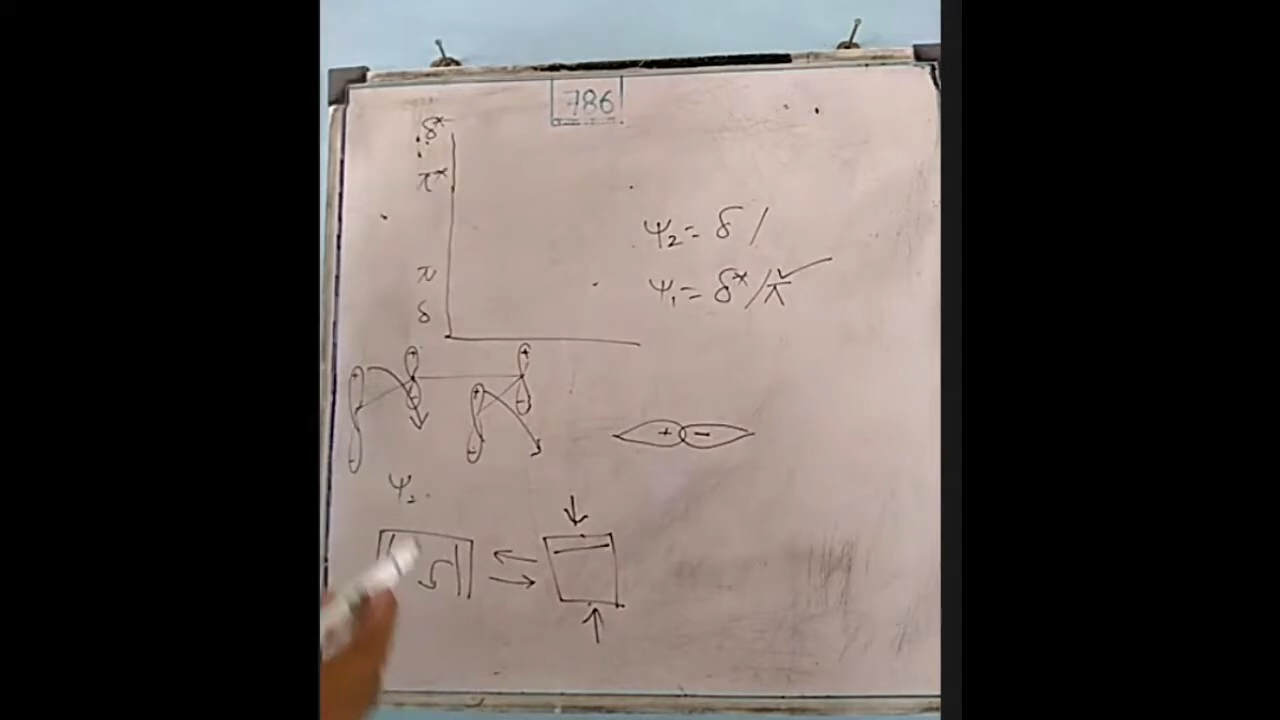 786
δ*
π*
π
δ
Ψ₂ = δ /
Ψ₁ = δ* / π ✓
+ + + +
- - - -
+ -
Ψ₂